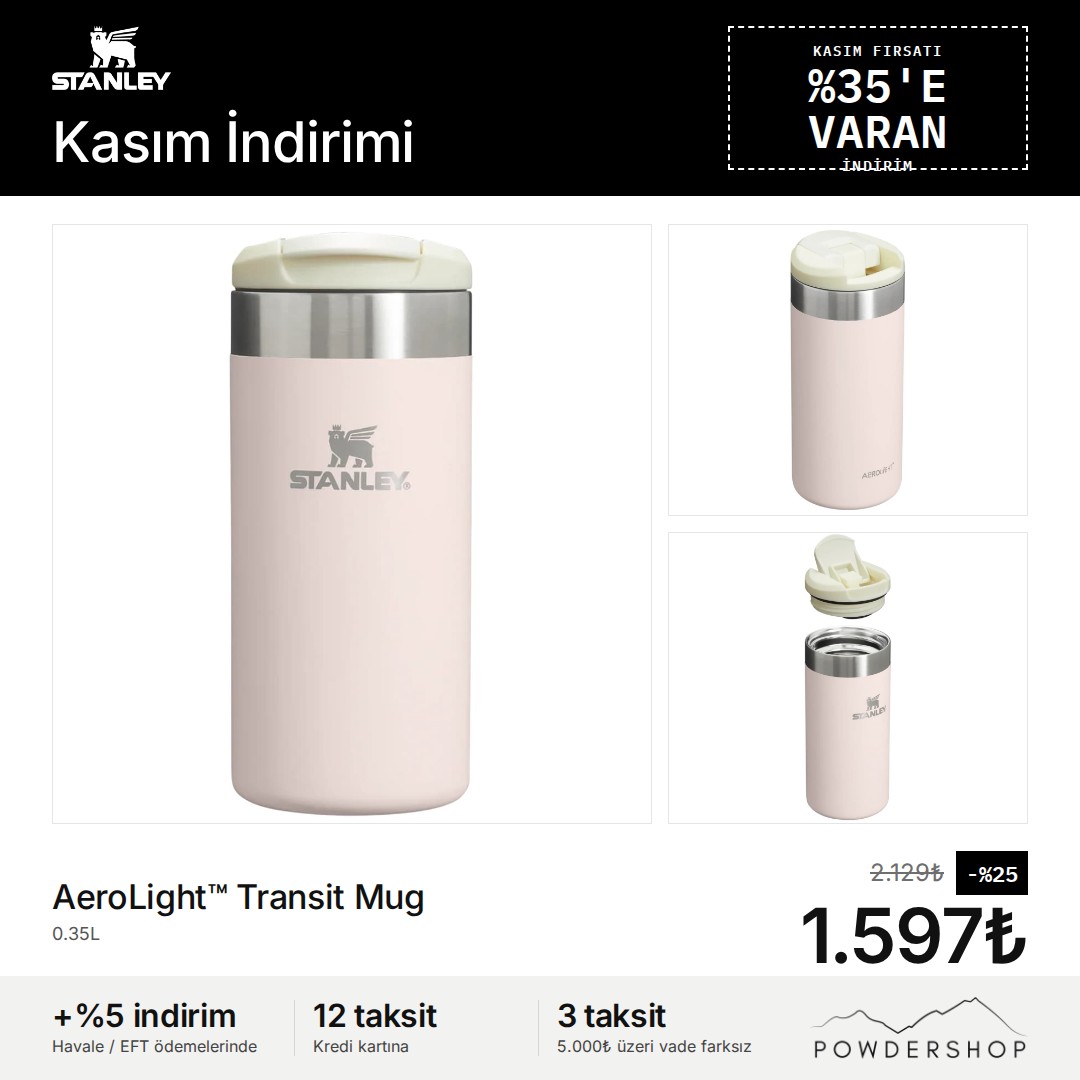 STANLEY
Kasım İndirimi
KASIM FIRSATI
%35'E
VARAN
İNDİRİM
STANLEY®
STANLEY
AeroLight™ Transit Mug
0.35L
2.129₺
-%25
1.597₺
+%5 indirim
Havale / EFT ödemelerinde
12 taksit
Kredi kartına
3 taksit
5.000₺ üzeri vade farksız
POWDERSHOP